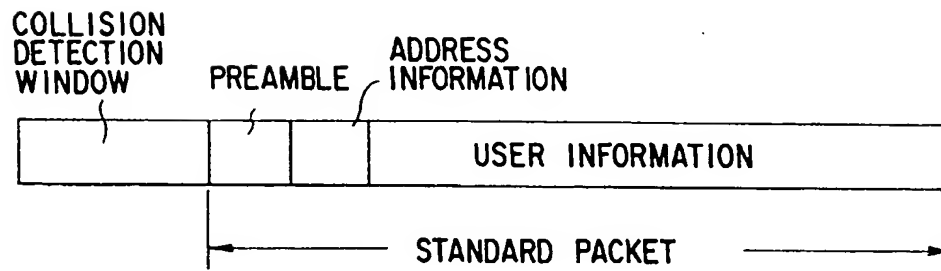 COLLISION
DETECTION
WINDOW
PREAMBLE
ADDRESS
INFORMATION
USER INFORMATION
STANDARD PACKET